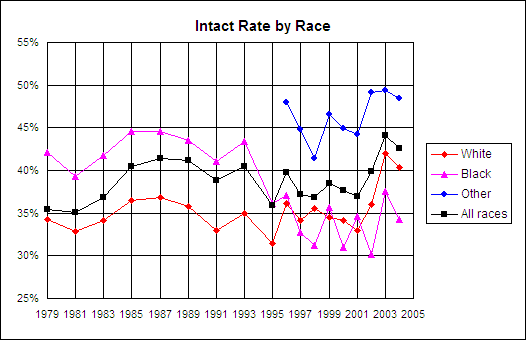 Intact Rate by Race
55%
50%
45%
40%
35%
30%
25%
1979 1981 1983 1985 1987 1989 1991 1993 1995 1997 1999 2001 2003 2005
White
Black
Other
All races